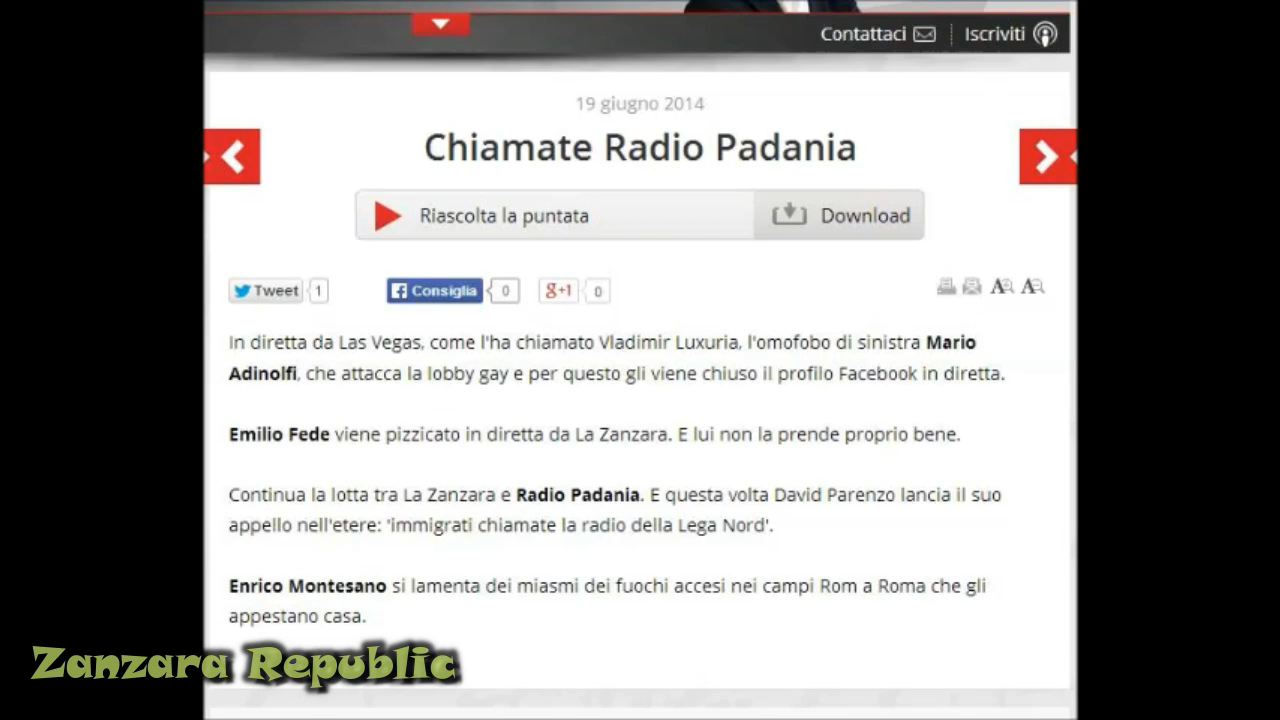 Contattaci Iscriviti
19 giugno 2014
Chiamate Radio Padania
Riascolta la puntata Download
Tweet 1 Consiglia 0 g+1 0 A A
In diretta da Las Vegas, come l'ha chiamato Vladimir Luxuria, l'omofobo di sinistra Mario
Adinolfi, che attacca la lobby gay e per questo gli viene chiuso il profilo Facebook in diretta.
Emilio Fede viene pizzicato in diretta da La Zanzara. E lui non la prende proprio bene.
Continua la lotta tra La Zanzara e Radio Padania. E questa volta David Parenzo lancia il suo
appello nell'etere: 'immigrati chiamate la radio della Lega Nord'.
Enrico Montesano si lamenta dei miasmi dei fuochi accesi nei campi Rom a Roma che gli
appestano casa.
Zanzara Republic